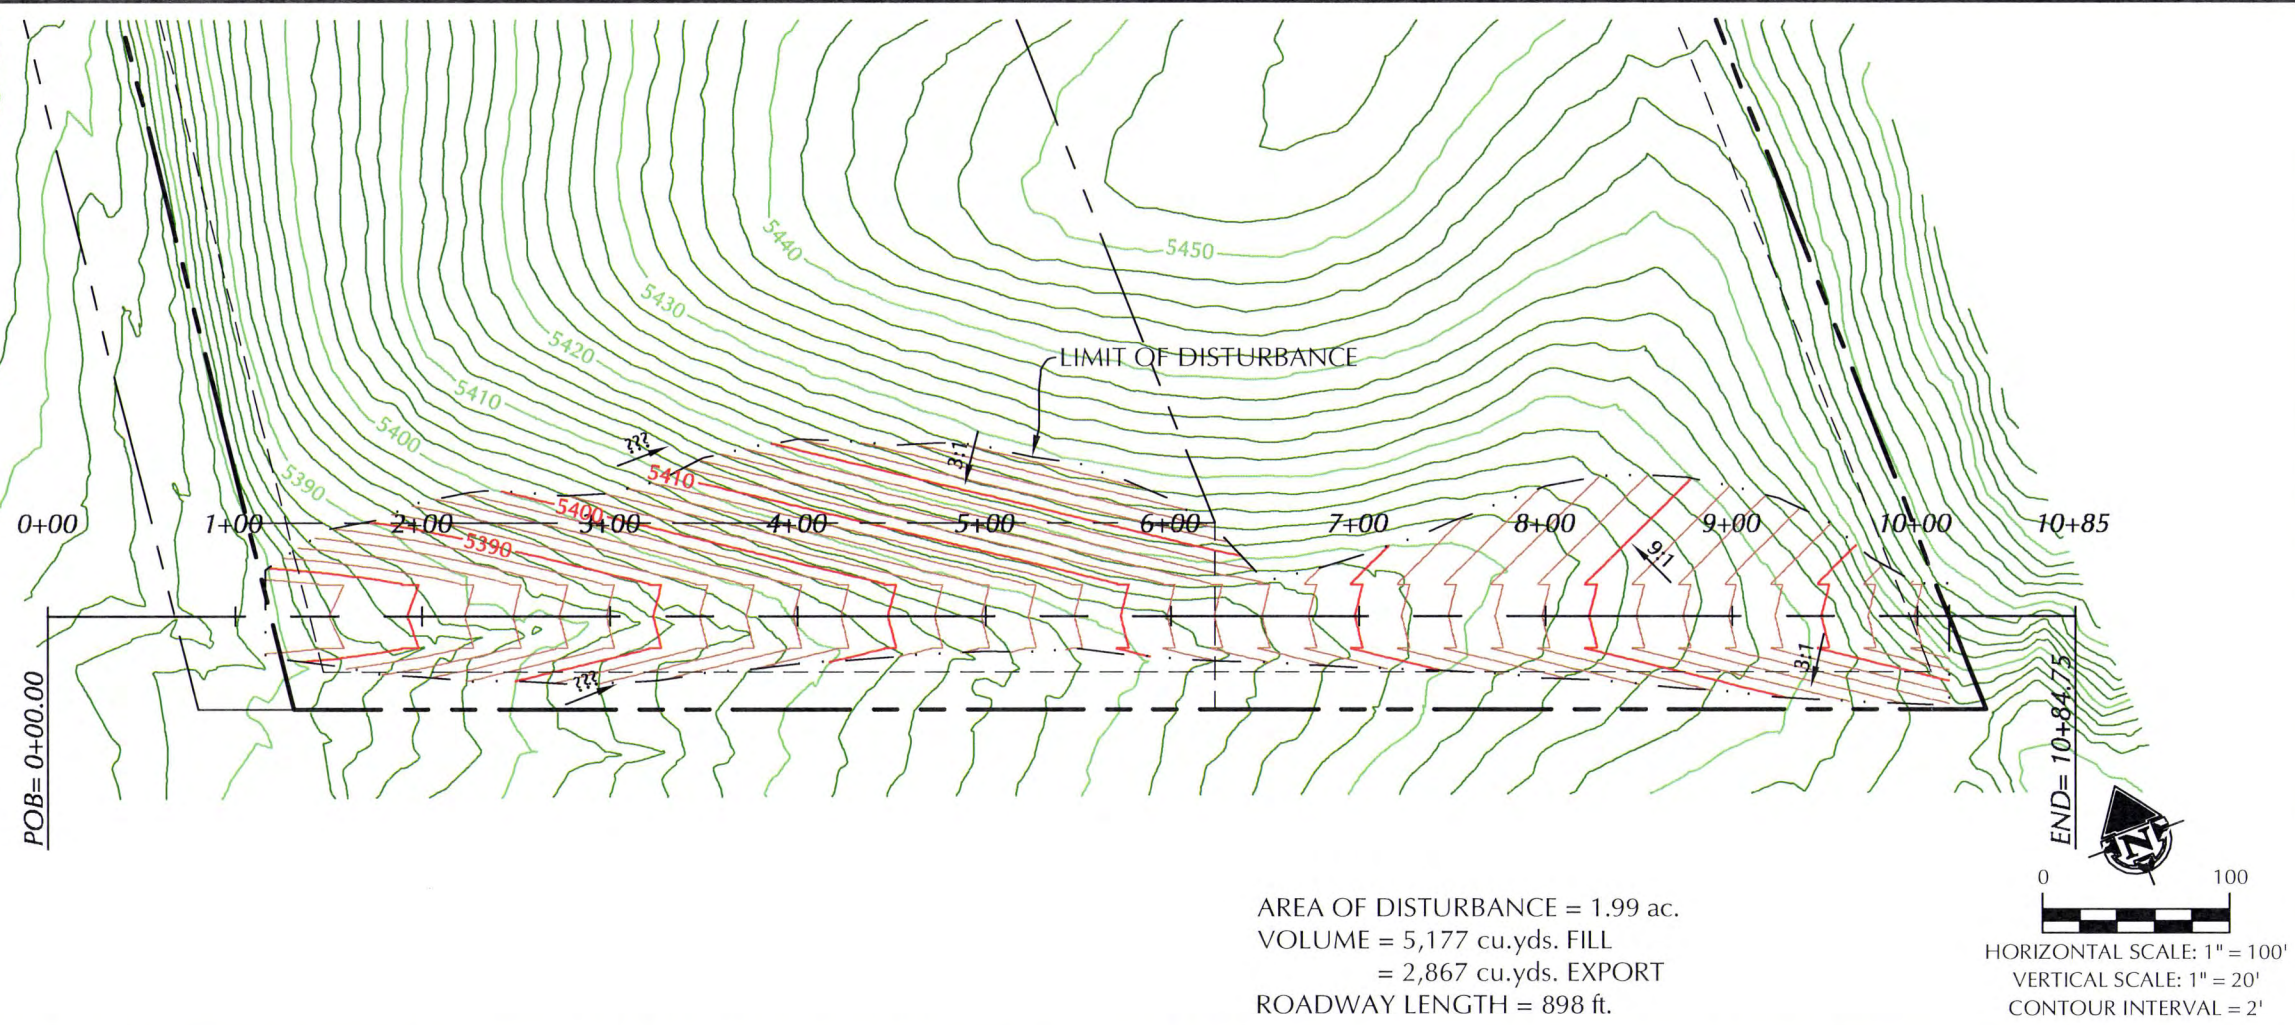 5450
5440
5430
5420
5410
5400
5390
LIMIT OF DISTURBANCE
???
3:1
5410
5400
5390
0+00
1+00
2+00
3+00
4+00
5+00
6+00
7+00
8+00
9+00
10+00
10+85
9:1
3:1
???
POB= 0+00.00
END= 10+84.75
N
AREA OF DISTURBANCE = 1.99 ac.
VOLUME = 5,177 cu.yds. FILL
= 2,867 cu.yds. EXPORT
ROADWAY LENGTH = 898 ft.
0 100
HORIZONTAL SCALE: 1" = 100'
VERTICAL SCALE: 1" = 20'
CONTOUR INTERVAL = 2'